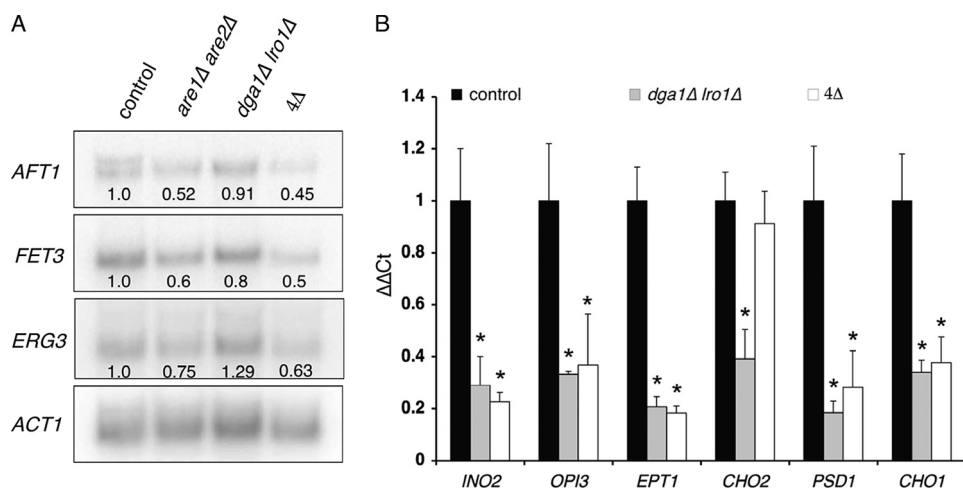 A
control are1Δ are2Δ dga1Δ lro1Δ 4Δ
AFT1
1.0 0.52 0.91 0.45
FET3
1.0 0.6 0.8 0.5
ERG3
1.0 0.75 1.29 0.63
ACT1
B
control dga1Δ lro1Δ 4Δ
ΔΔCt
1.4
1.2
1
0.8
0.6
0.4
0.2
0
* * * * * * * * * * *
INO2 OPI3 EPT1 CHO2 PSD1 CHO1